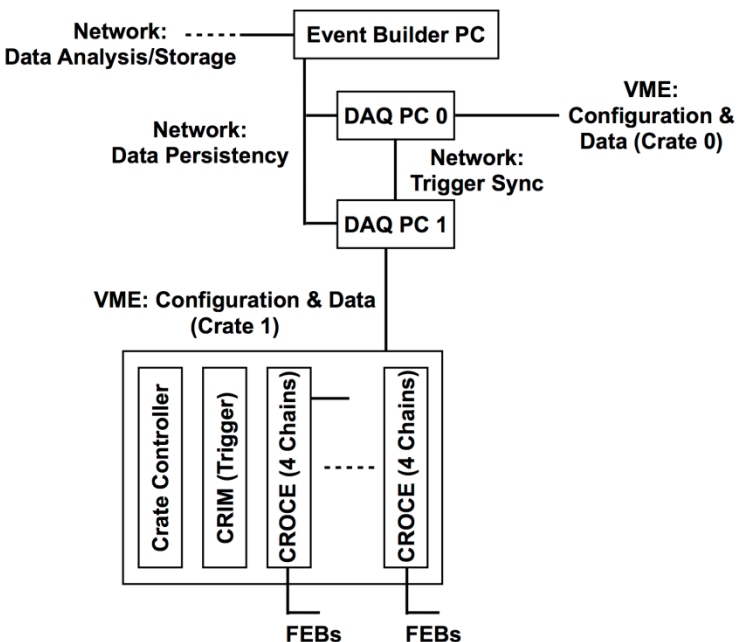 Network:
Data Analysis/Storage
Event Builder PC
DAQ PC 0
VME:
Configuration &
Data (Crate 0)
Network:
Data Persistency
Network:
Trigger Sync
DAQ PC 1
VME: Configuration & Data
(Crate 1)
Crate Controller
CRIM (Trigger)
CROCE (4 Chains)
CROCE (4 Chains)
FEBs
FEBs